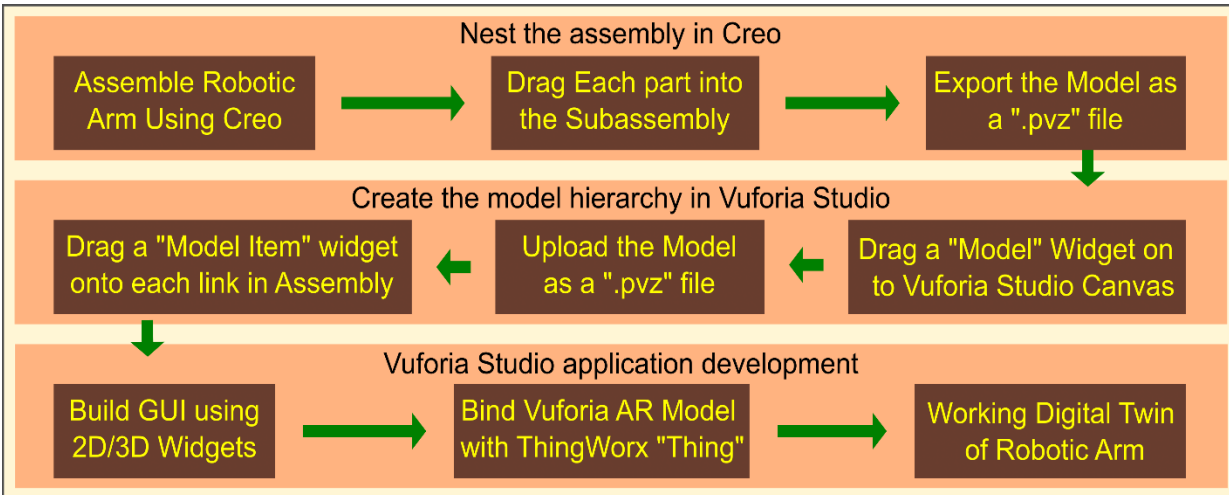 Nest the assembly in Creo
Assemble Robotic
Arm Using Creo
Drag Each part into
the Subassembly
Export the Model as
a ".pvz" file
Create the model hierarchy in Vuforia Studio
Drag a "Model Item" widget
onto each link in Assembly
Upload the Model
as a ".pvz" file
Drag a "Model" Widget on
to Vuforia Studio Canvas
Vuforia Studio application development
Build GUI using
2D/3D Widgets
Bind Vuforia AR Model
with ThingWorx "Thing"
Working Digital Twin
of Robotic Arm